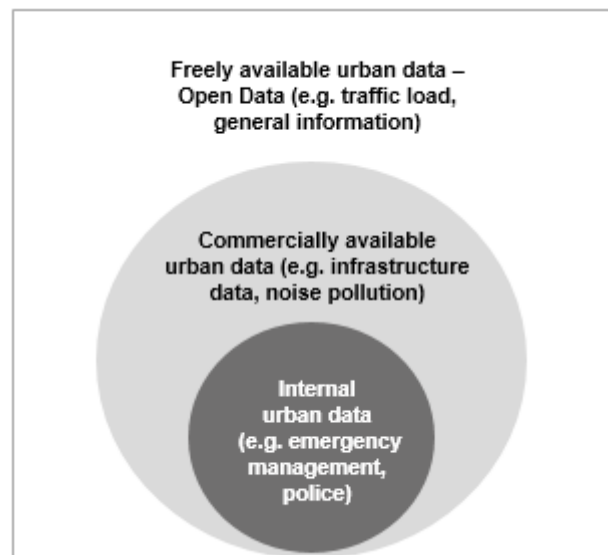 Freely available urban data –
Open Data (e.g. traffic load,
general information)
Commercially available
urban data (e.g. infrastructure
data, noise pollution)
Internal
urban data
(e.g. emergency
management,
police)